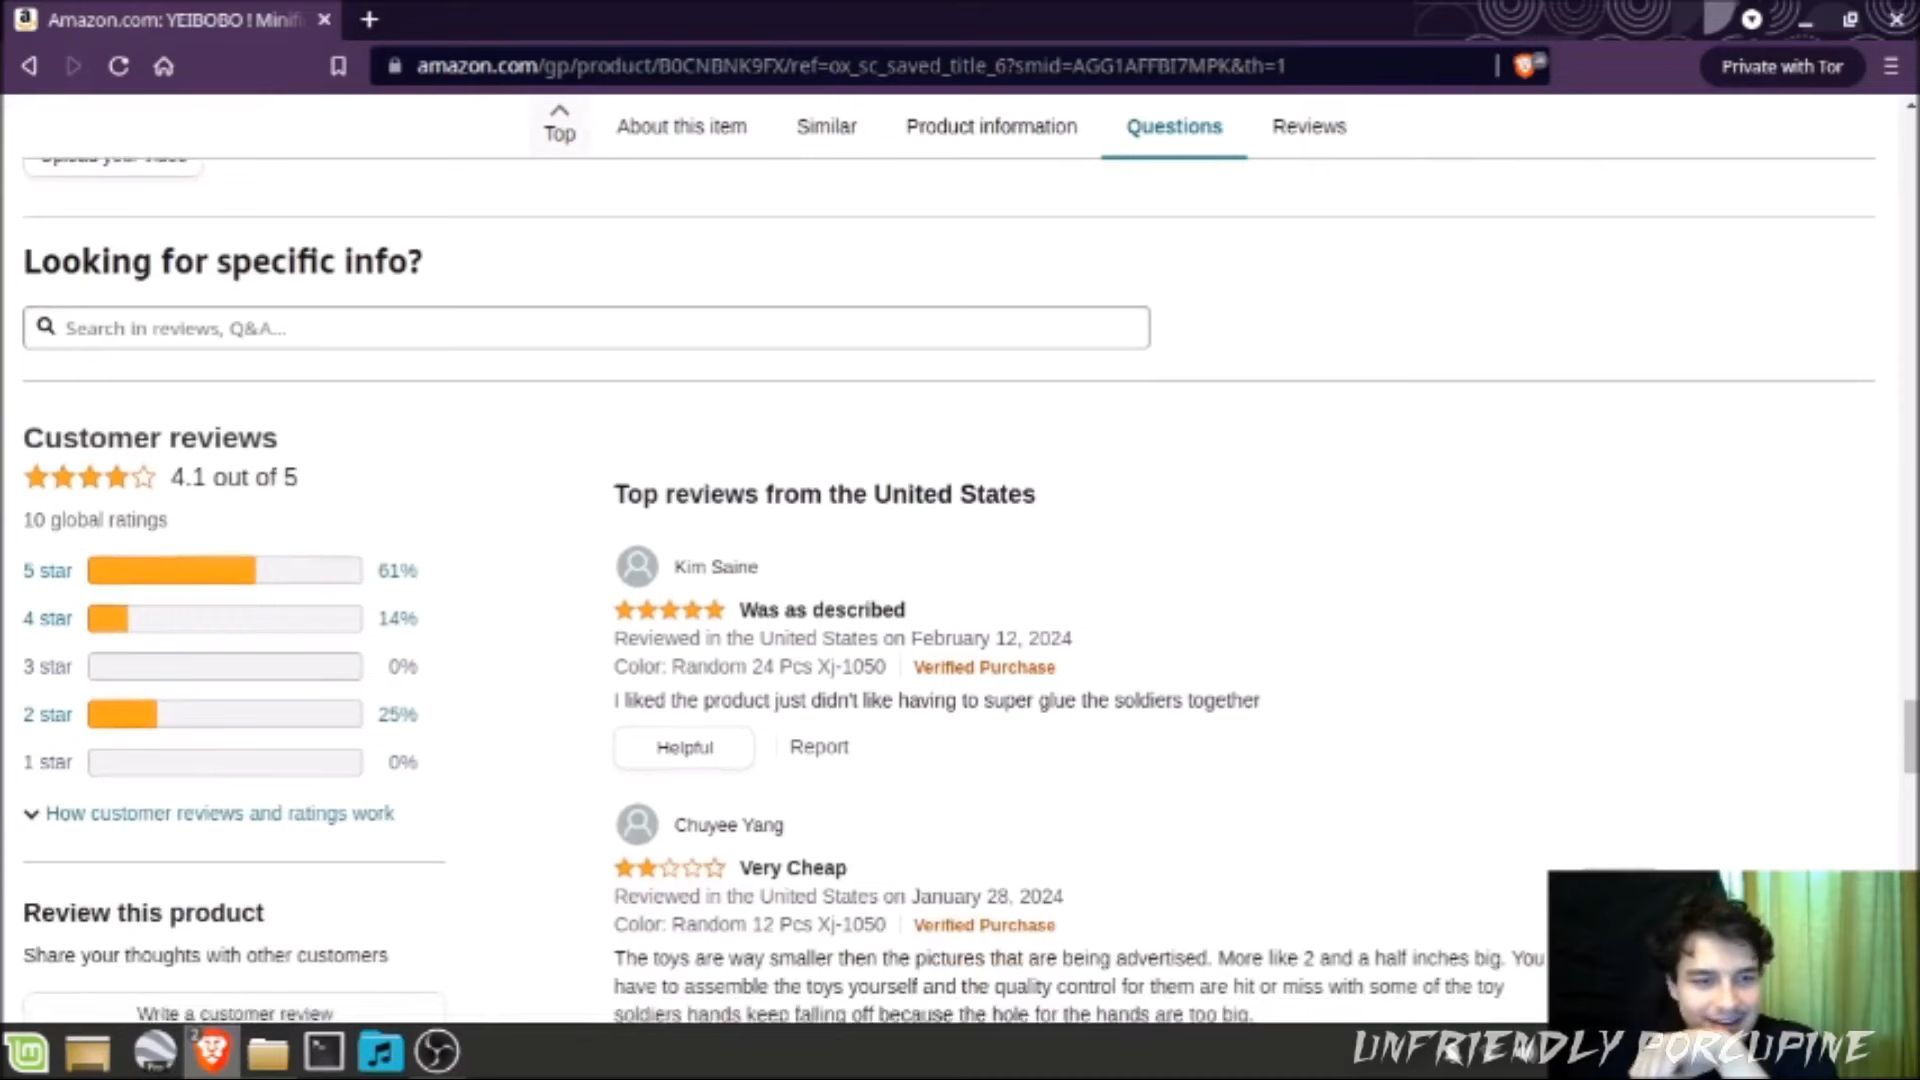 Amazon.com: YEIBOBO ! Minifi
amazon.com/gp/product/B0CNBNK9FX/ref=ox_sc_saved_title_6?smid=AGG1AFFBI7MPK&th=1
Private with Tor
Top
About this item
Similar
Product information
Questions
Reviews
Upload your video
Looking for specific info?
Search in reviews, Q&A...
Customer reviews
4.1 out of 5
10 global ratings
5 star 61%
4 star 14%
3 star 0%
2 star 25%
1 star 0%
How customer reviews and ratings work
Review this product
Share your thoughts with other customers
Write a customer review
Top reviews from the United States
Kim Saine
Was as described
Reviewed in the United States on February 12, 2024
Color: Random 24 Pcs Xj-1050 Verified Purchase
I liked the product just didn't like having to super glue the soldiers together
Helpful
Report
Chuyee Yang
Very Cheap
Reviewed in the United States on January 28, 2024
Color: Random 12 Pcs Xj-1050 Verified Purchase
The toys are way smaller then the pictures that are being advertised. More like 2 and a half inches big. You
have to assemble the toys yourself and the quality control for them are hit or miss with some of the toy
soldiers hands keep falling off because the hole for the hands are too big.
2
UNFRIENDLY PORCUPINE